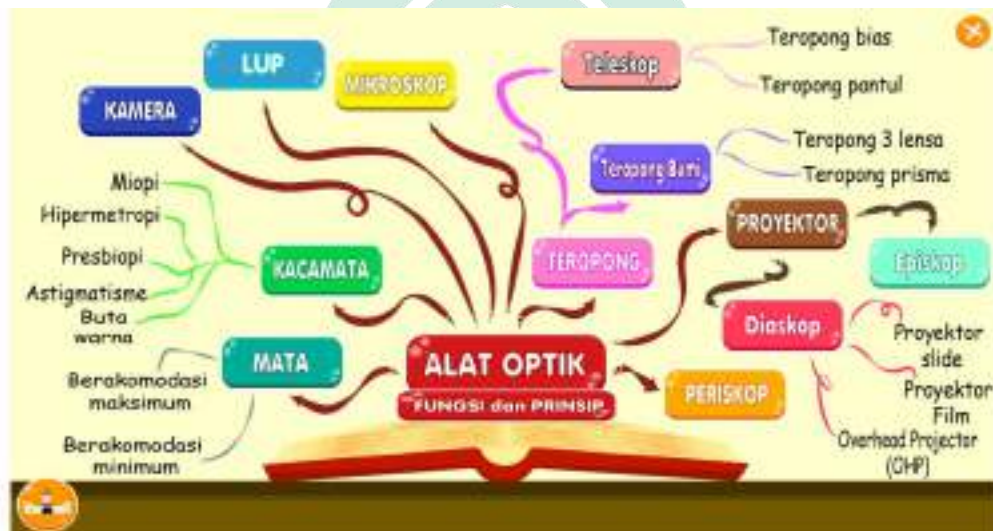 Teleskop
Teropong bias
Teropong pantul
LUP
MIKROSKOP
KAMERA
Teropong Bumi
Teropong 3 lensa
Teropong prisma
Miopi
Hipermetropi
Presbiopi
Astigmatisme
Buta
warna
KACAMATA
TEROPONG
PROYEKTOR
Episkop
Diaskop
Proyektor
slide
Proyektor
Film
Overhead Projector
(OHP)
MATA
Berakomodasi
maksimum
Berakomodasi
minimum
ALAT OPTIK
FUNGSI dan PRINSIP
PERISKOP